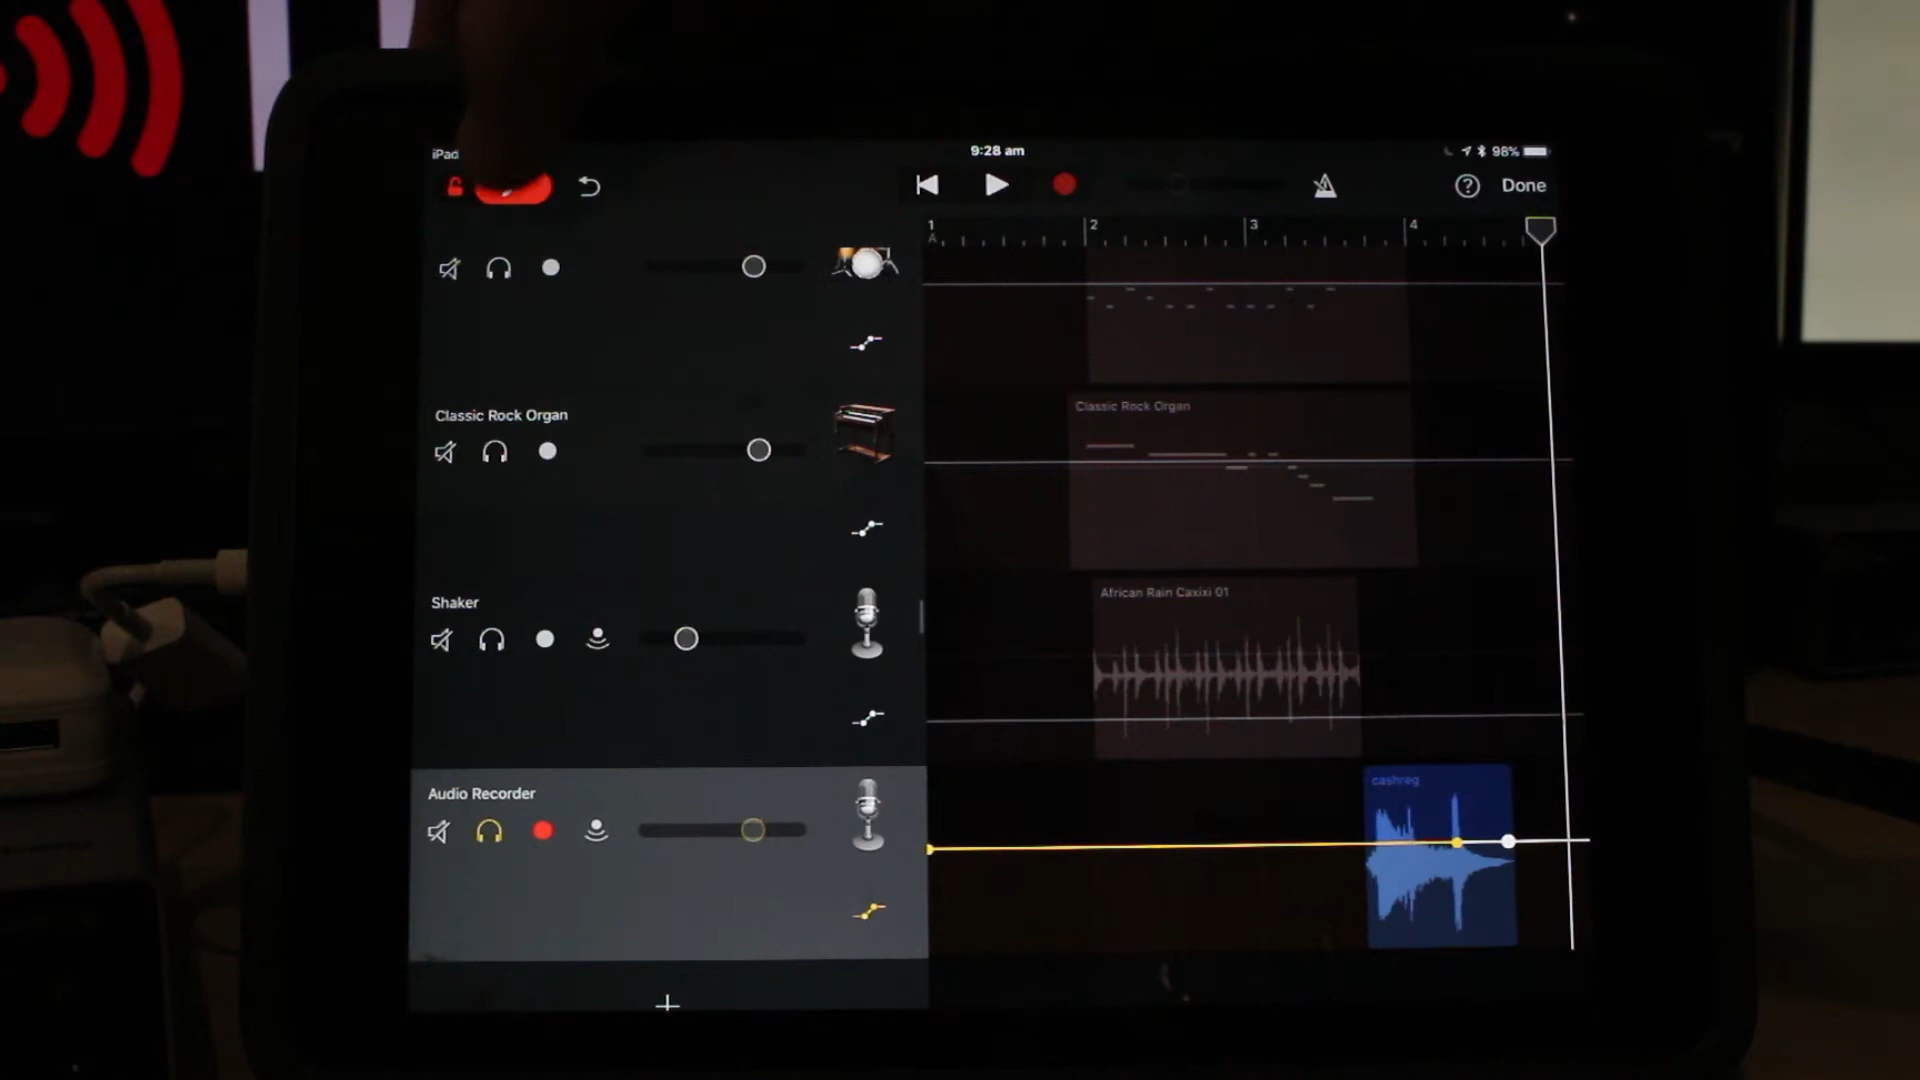 iPad
9:28 am
98%
Done
1
2
3
4
A
Classic Rock Organ
Classic Rock Organ
Shaker
African Rain Caxixi 01
Audio Recorder
cashreg